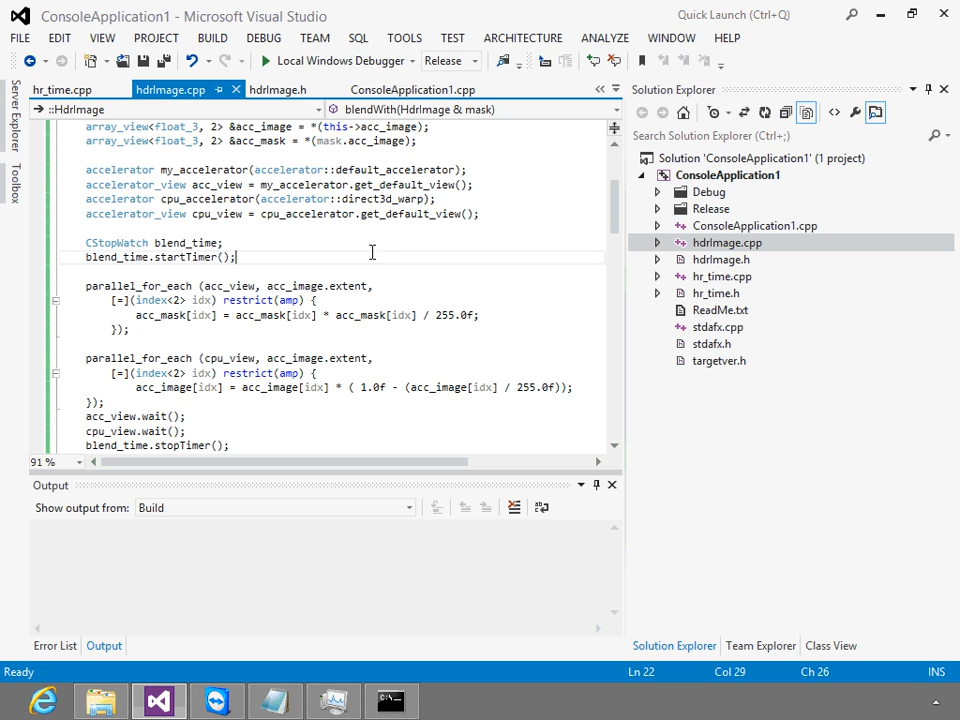 ConsoleApplication1 - Microsoft Visual Studio
Quick Launch (Ctrl+Q)
FILE EDIT VIEW PROJECT BUILD DEBUG TEAM SQL TOOLS TEST ARCHITECTURE ANALYZE WINDOW HELP
Local Windows Debugger Release
Server Explorer
Toolbox
hr_time.cpp hdrImage.cpp hdrImage.h ConsoleApplication1.cpp
::HdrImage blendWith(HdrImage & mask)
array_view<float_3, 2> &acc_image = *(this->acc_image);
array_view<float_3, 2> &acc_mask = *(mask.acc_image);
accelerator my_accelerator(accelerator::default_accelerator);
accelerator_view acc_view = my_accelerator.get_default_view();
accelerator cpu_accelerator(accelerator::direct3d_warp);
accelerator_view cpu_view = cpu_accelerator.get_default_view();
CStopWatch blend_time;
blend_time.startTimer();
parallel_for_each (acc_view, acc_image.extent,
[=](index<2> idx) restrict(amp) {
acc_mask[idx] = acc_mask[idx] * acc_mask[idx] / 255.0f;
});
parallel_for_each (cpu_view, acc_image.extent,
[=](index<2> idx) restrict(amp) {
acc_image[idx] = acc_image[idx] * ( 1.0f - (acc_image[idx] / 255.0f));
});
acc_view.wait();
cpu_view.wait();
blend_time.stopTimer();
91 %
Output
Show output from: Build
Error List Output
Solution Explorer
Search Solution Explorer (Ctrl+;)
Solution 'ConsoleApplication1' (1 project)
ConsoleApplication1
Debug
Release
ConsoleApplication1.cpp
hdrImage.cpp
hdrImage.h
hr_time.cpp
hr_time.h
ReadMe.txt
stdafx.cpp
stdafx.h
targetver.h
Solution Explorer Team Explorer Class View
Ready Ln 22 Col 29 Ch 26 INS